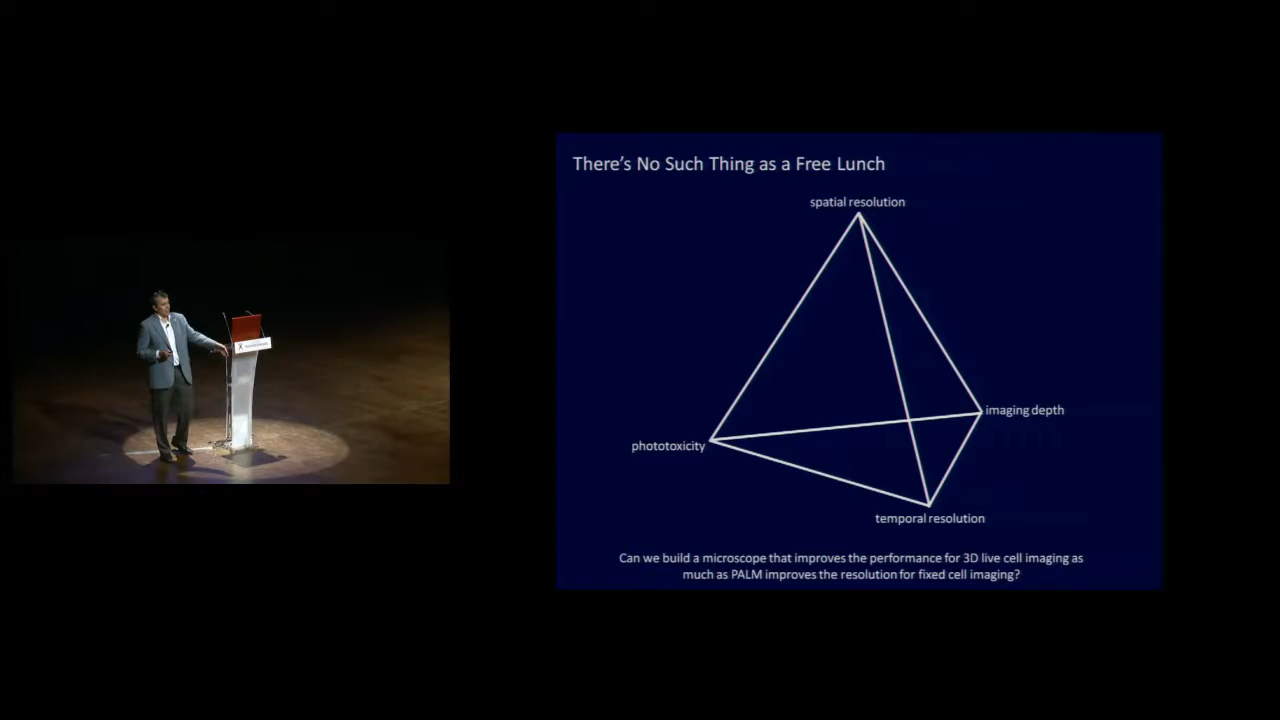 There's No Such Thing as a Free Lunch
spatial resolution
imaging depth
phototoxicity
temporal resolution
Can we build a microscope that improves the performance for 3D live cell imaging as
much as PALM improves the resolution for fixed cell imaging?